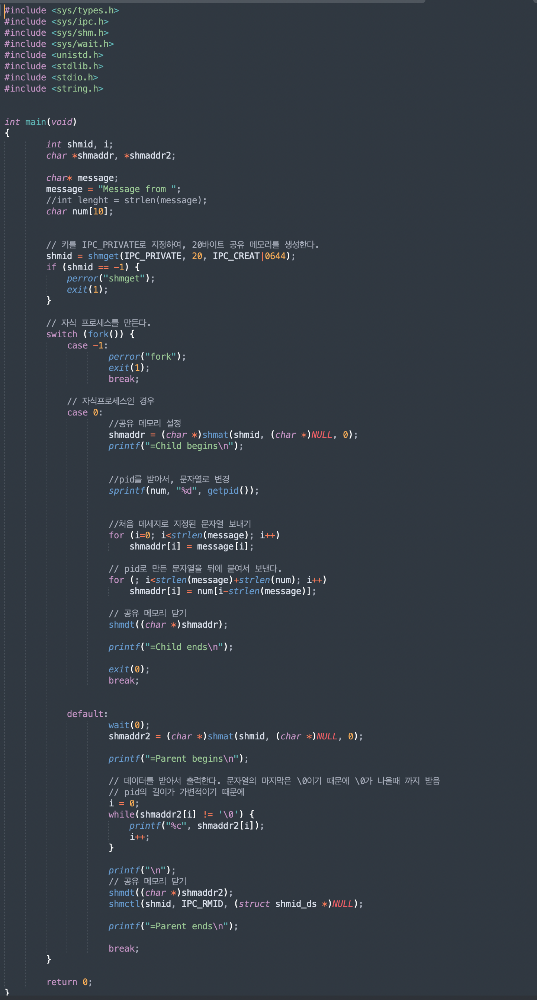 #include <sys/types.h>
#include <sys/ipc.h>
#include <sys/shm.h>
#include <sys/wait.h>
#include <unistd.h>
#include <stdlib.h>
#include <stdio.h>
#include <string.h>
int main(void)
{
int shmid, i;
char *shmaddr, *shmaddr2;
char* message;
message = "Message from ";
//int lenght = strlen(message);
char num[10];
// 키를 IPC_PRIVATE로 지정하여, 20바이트 공유 메모리를 생성한다.
shmid = shmget(IPC_PRIVATE, 20, IPC_CREAT|0644);
if (shmid == -1) {
perror("shmget");
exit(1);
}
// 자식 프로세스를 만든다.
switch (fork()) {
case -1:
perror("fork");
exit(1);
break;
// 자식프로세스인 경우
case 0:
//공유 메모리 설정
shmaddr = (char *)shmat(shmid, (char *)NULL, 0);
printf("=Child begins\n");
//pid를 받아서, 문자열로 변경
sprintf(num, "%d", getpid());
//처음 메세지로 지정된 문자열 보내기
for (i=0; i<strlen(message); i++)
shmaddr[i] = message[i];
// pid로 만든 문자열을 뒤에 붙여서 보낸다.
for (; i<strlen(message)+strlen(num); i++)
shmaddr[i] = num[i-strlen(message)];
// 공유 메모리 닫기
shmdt((char *)shmaddr);
printf("=Child ends\n");
exit(0);
break;
default:
wait(0);
shmaddr2 = (char *)shmat(shmid, (char *)NULL, 0);
printf("=Parent begins\n");
// 데이터를 받아서 출력한다. 문자열의 마지막은 \0이기 때문에 \0가 나올때 까지 받음
// pid의 길이가 가변적이기 때문에
i = 0;
while(shmaddr2[i] != '\0') {
printf("%c", shmaddr2[i]);
i++;
}
printf("\n");
// 공유 메모리 닫기
shmdt((char *)shmaddr2);
shmctl(shmid, IPC_RMID, (struct shmid_ds *)NULL);
printf("=Parent ends\n");
break;
}
return 0;
}